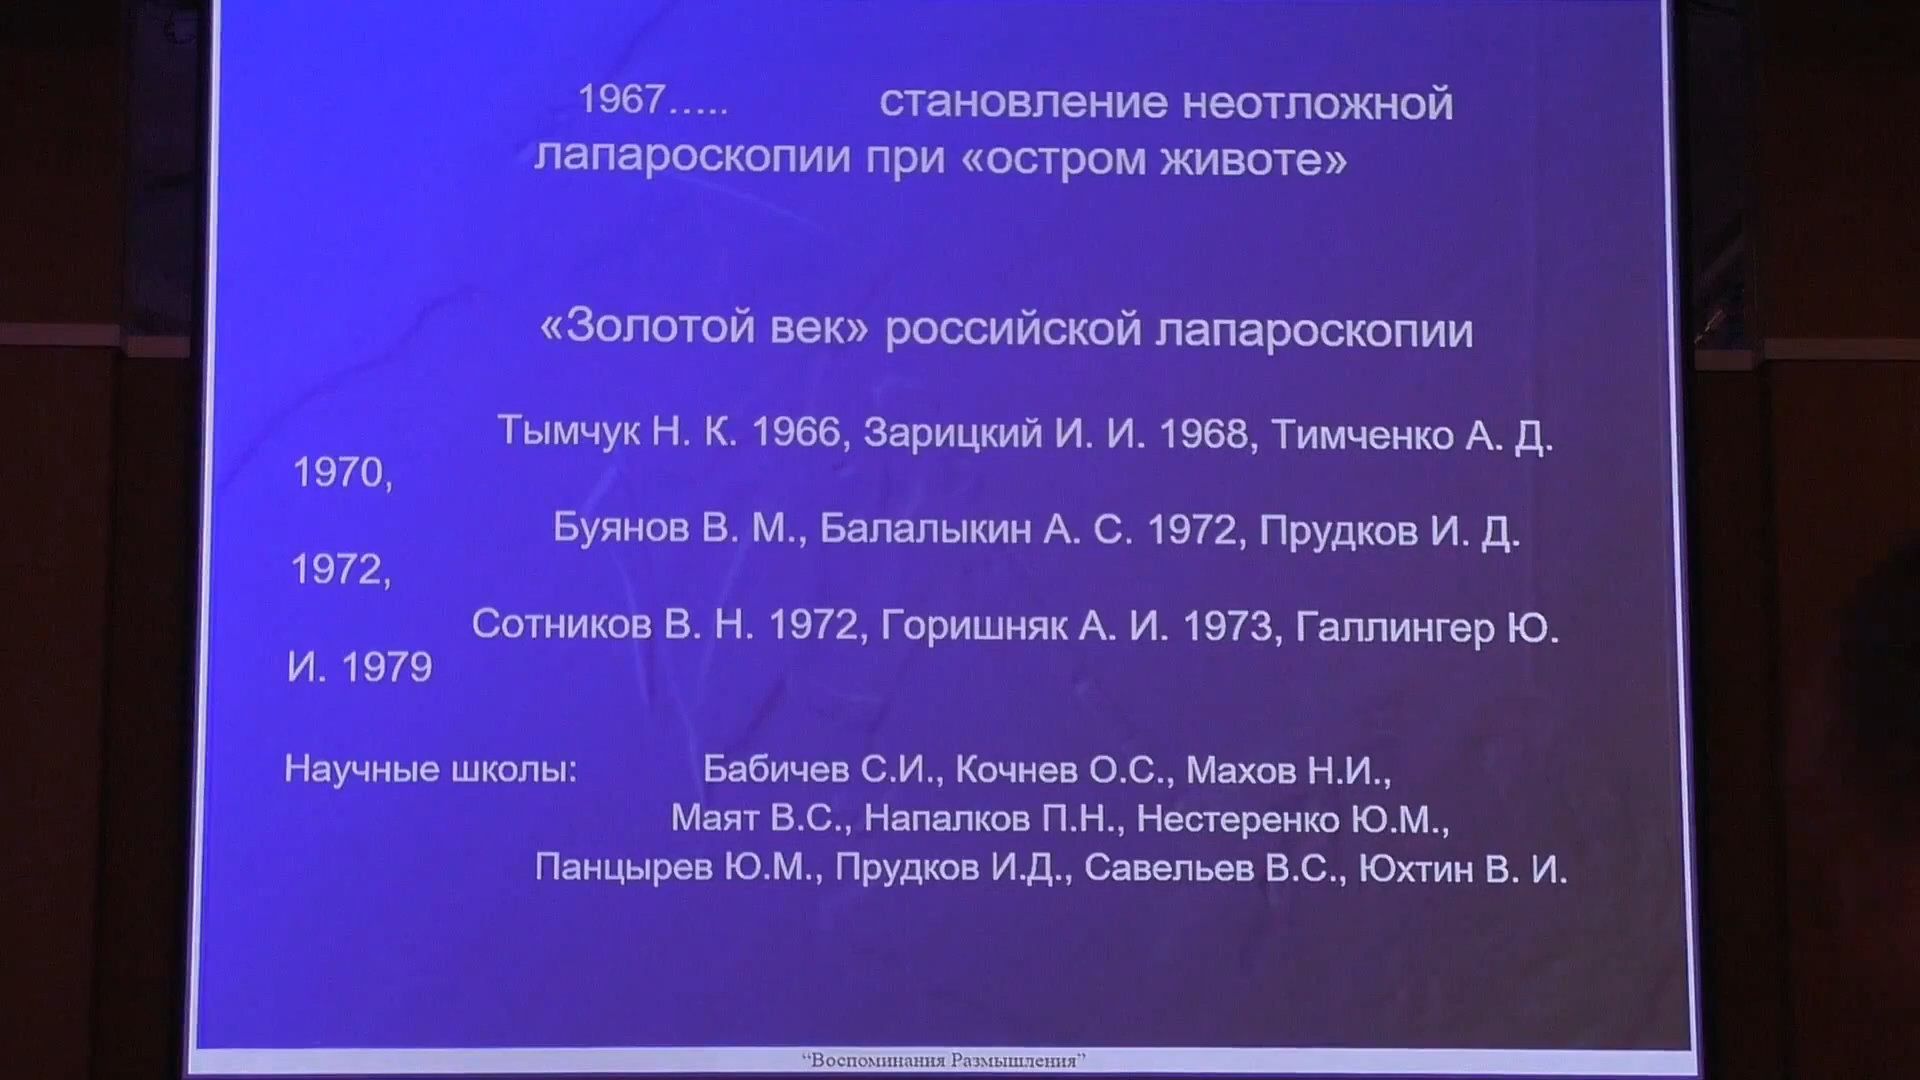 1967..... становление неотложной
лапароскопии при «остром животе»
«Золотой век» российской лапароскопии
Тымчук Н. К. 1966, Зарицкий И. И. 1968, Тимченко А. Д.
1970,
Буянов В. М., Балалыкин А. С. 1972, Прудков И. Д.
1972,
Сотников В. Н. 1972, Горишняк А. И. 1973, Галлингер Ю.
И. 1979
Научные школы: Бабичев С.И., Кочнев О.С., Махов Н.И.,
Маят В.С., Напалков П.Н., Нестеренко Ю.М.,
Панцырев Ю.М., Прудков И.Д., Савельев В.С., Юхтин В. И.
“Воспоминания Размышления”